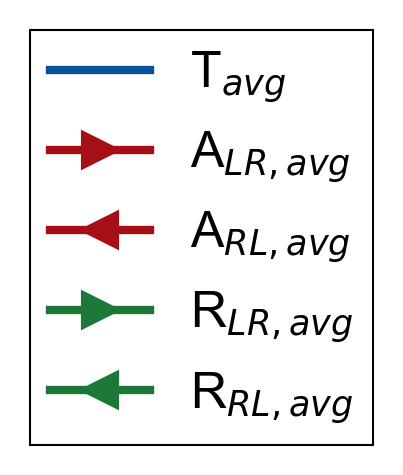 T_avg
A_LR, avg
A_RL, avg
R_LR, avg
R_RL, avg